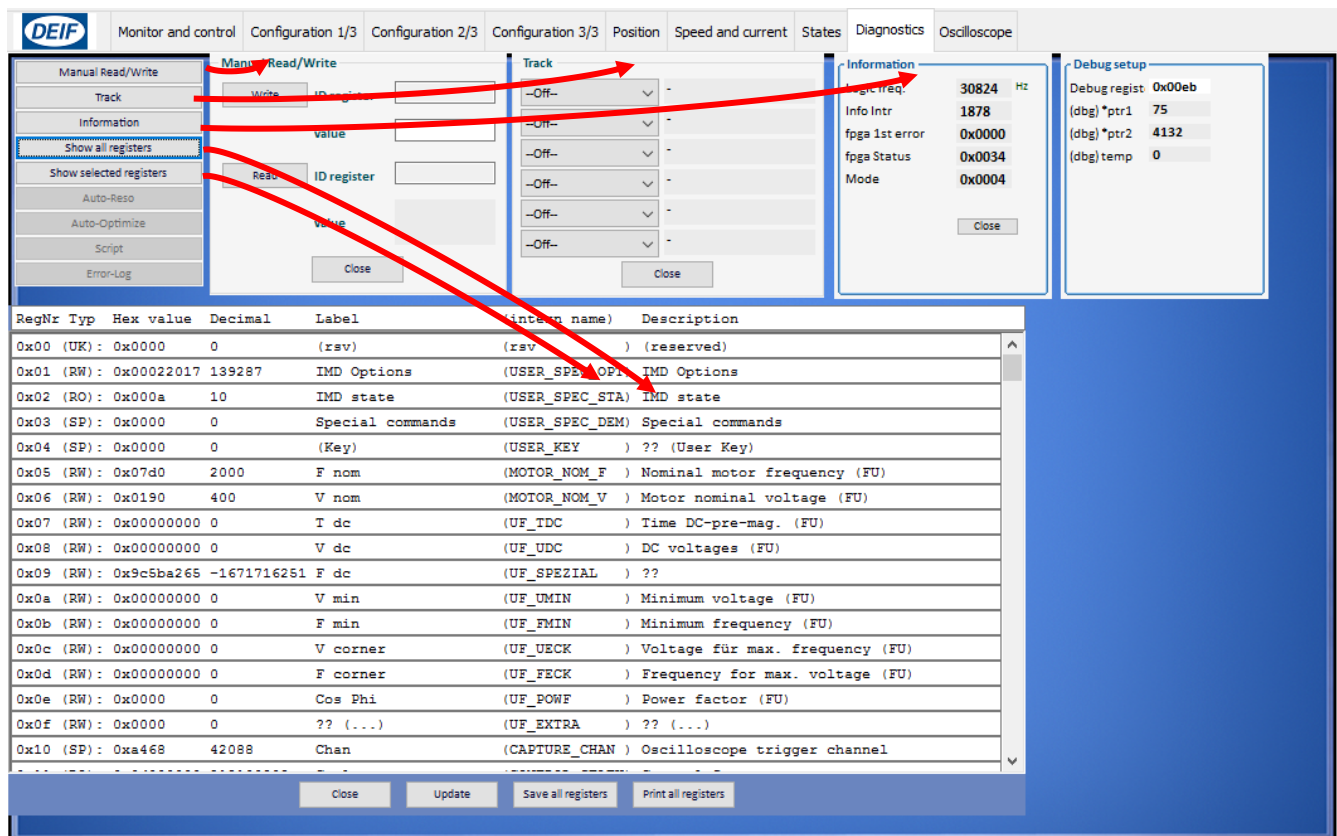 DEIF Monitor and control Configuration 1/3 Configuration 2/3 Configuration 3/3 Position Speed and current States Diagnostics Oscilloscope
Manual Read/Write
Track
Information
Show all registers
Show selected registers
Auto-Reso
Auto-Optimize
Script
Error-Log
Manual Read/Write
Write ID register
Value
Read ID register
Value
Close
Track
--Off-- -
--Off-- -
--Off-- -
--Off-- -
--Off-- -
--Off-- -
Close
Information
Logic freq. 30824 Hz
Info Intr 1878
fpga 1st error 0x0000
fpga Status 0x0034
Mode 0x0004
Close
Debug setup
Debug regist 0x00eb
(dbg) *ptr1 75
(dbg) *ptr2 4132
(dbg) temp 0
RegNr Typ Hex value Decimal Label (intern name) Description
0x00 (UK): 0x0000 0 (rsv) (rsv ) (reserved)
0x01 (RW): 0x00022017 139287 IMD Options (USER_SPEC_OPT) IMD Options
0x02 (RO): 0x000a 10 IMD state (USER_SPEC_STA) IMD state
0x03 (SP): 0x0000 0 Special commands (USER_SPEC_DEM) Special commands
0x04 (SP): 0x0000 0 (Key) (USER_KEY ) ?? (User Key)
0x05 (RW): 0x07d0 2000 F nom (MOTOR_NOM_F ) Nominal motor frequency (FU)
0x06 (RW): 0x0190 400 V nom (MOTOR_NOM_V ) Motor nominal voltage (FU)
0x07 (RW): 0x00000000 0 T dc (UF_TDC ) Time DC-pre-mag. (FU)
0x08 (RW): 0x00000000 0 V dc (UF_UDC ) DC voltages (FU)
0x09 (RW): 0x9c5ba265 -1671716251 F dc (UF_SPEZIAL ) ??
0x0a (RW): 0x00000000 0 V min (UF_UMIN ) Minimum voltage (FU)
0x0b (RW): 0x00000000 0 F min (UF_FMIN ) Minimum frequency (FU)
0x0c (RW): 0x00000000 0 V corner (UF_UECK ) Voltage für max. frequency (FU)
0x0d (RW): 0x00000000 0 F corner (UF_FECK ) Frequency for max. voltage (FU)
0x0e (RW): 0x0000 0 Cos Phi (UF_POWF ) Power factor (FU)
0x0f (RW): 0x0000 0 ?? (...) (UF_EXTRA ) ?? (...)
0x10 (SP): 0xa468 42088 Chan (CAPTURE_CHAN ) Oscilloscope trigger channel
Close Update Save all registers Print all registers